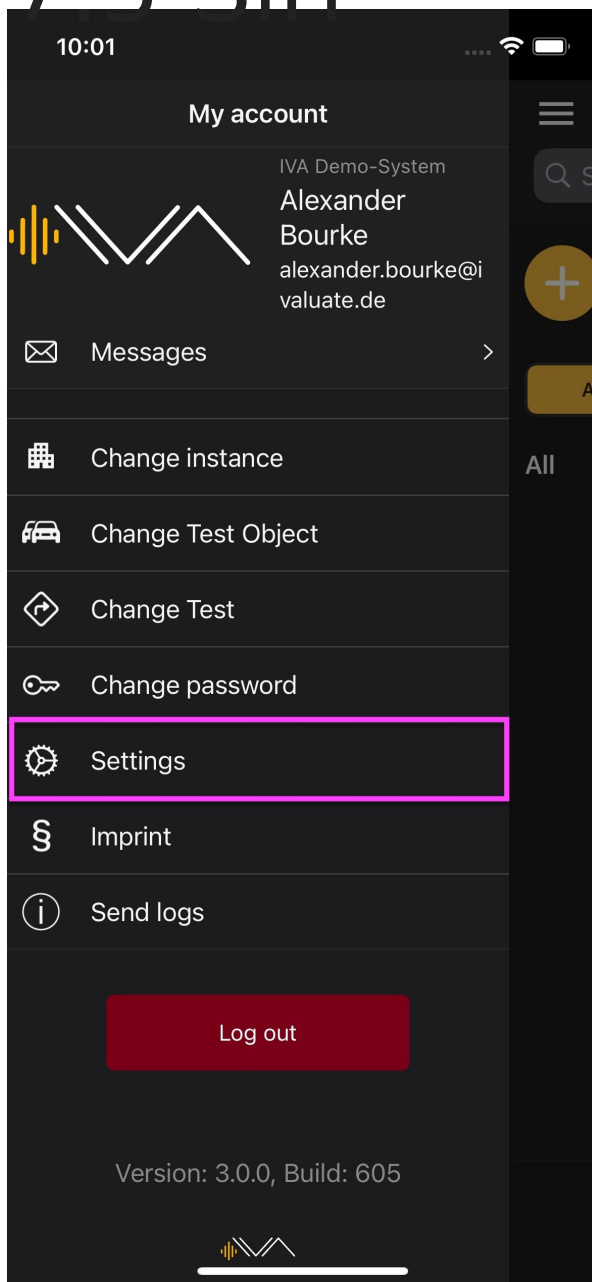 10:01
My account
IVA Demo-System
Alexander
Bourke
alexander.bourke@i
valuate.de
Messages
Change instance
Change Test Object
All
Change Test
Change password
Settings
§ Imprint
Send logs
Log out
Version: 3.0.0, Build: 605